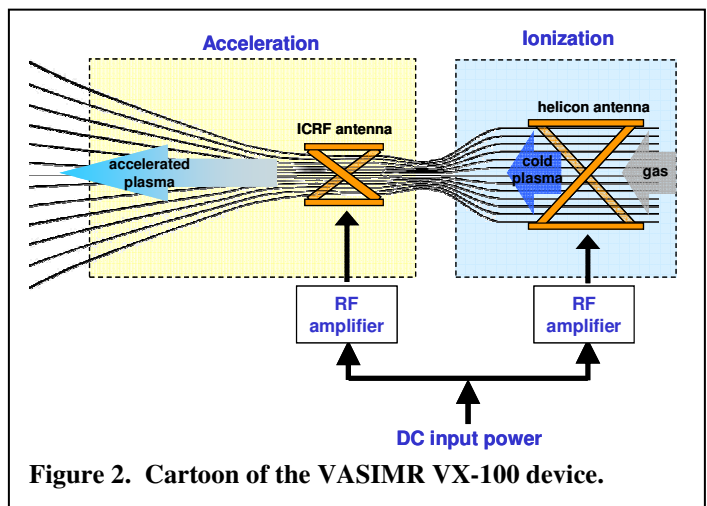 Acceleration
Ionization
ICRF antenna
helicon antenna
accelerated
plasma
cold
plasma
gas
RF
amplifier
RF
amplifier
DC input power
Figure 2. Cartoon of the VASIMR VX-100 device.